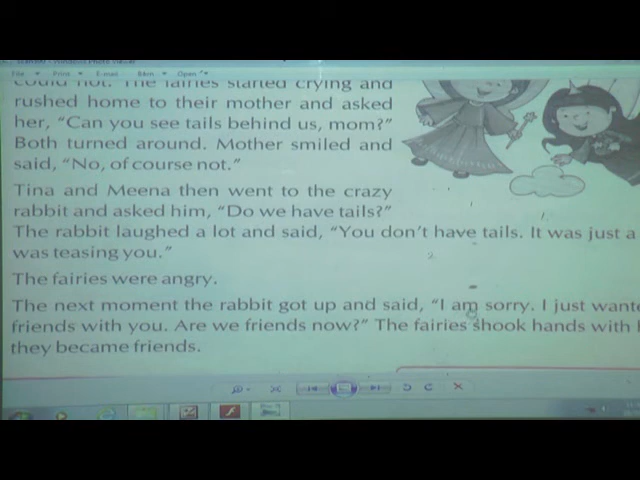 File Print E-mail Burn Open
could not. The fairies started crying and
rushed home to their mother and asked
her, “Can you see tails behind us, mom?”
Both turned around. Mother smiled and
said, “No, of course not.”
Tina and Meena then went to the crazy
rabbit and asked him, “Do we have tails?”
The rabbit laughed a lot and said, “You don’t have tails. It was just a
was teasing you.”
The fairies were angry.
The next moment the rabbit got up and said, “I am sorry. I just wante
friends with you. Are we friends now?” The fairies shook hands with
they became friends.